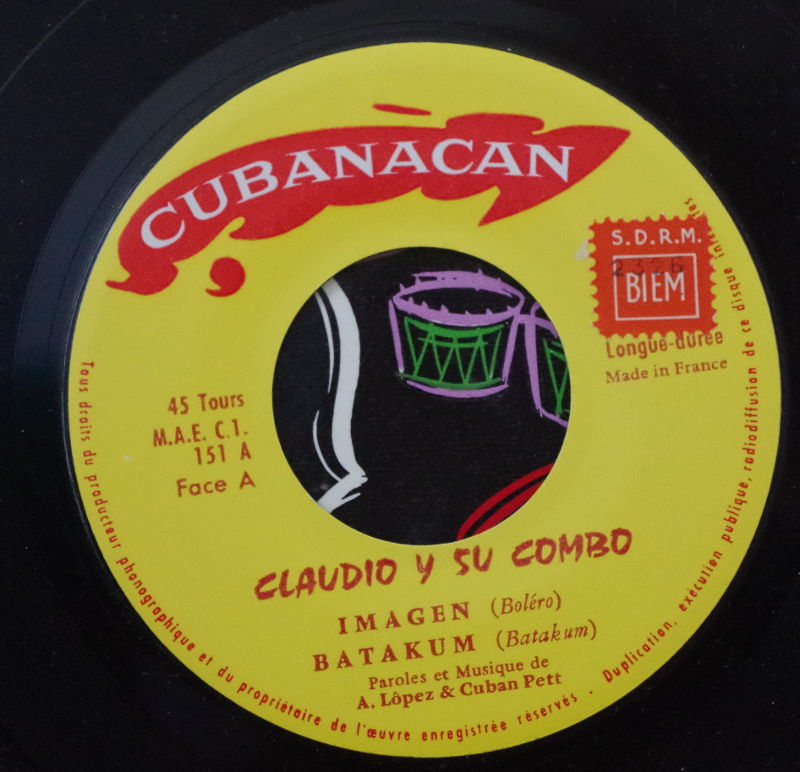 CUBANACAN
S.D.R.M.
2326
BIEM
Longue-durée
Made in France
45 Tours
M.A.E. C.1.
151 A
Face A
CLAUDIO Y SU COMBO
IMAGEN (Boléro)
BATAKUM (Batakum)
Paroles et Musique de
A. Lôpez & Cuban Pett
Tous droits du producteur phonographique et du propriétaire de l'œuvre enregistrée réservés . Duplication, exécution publique, radiodiffusion de ce disque